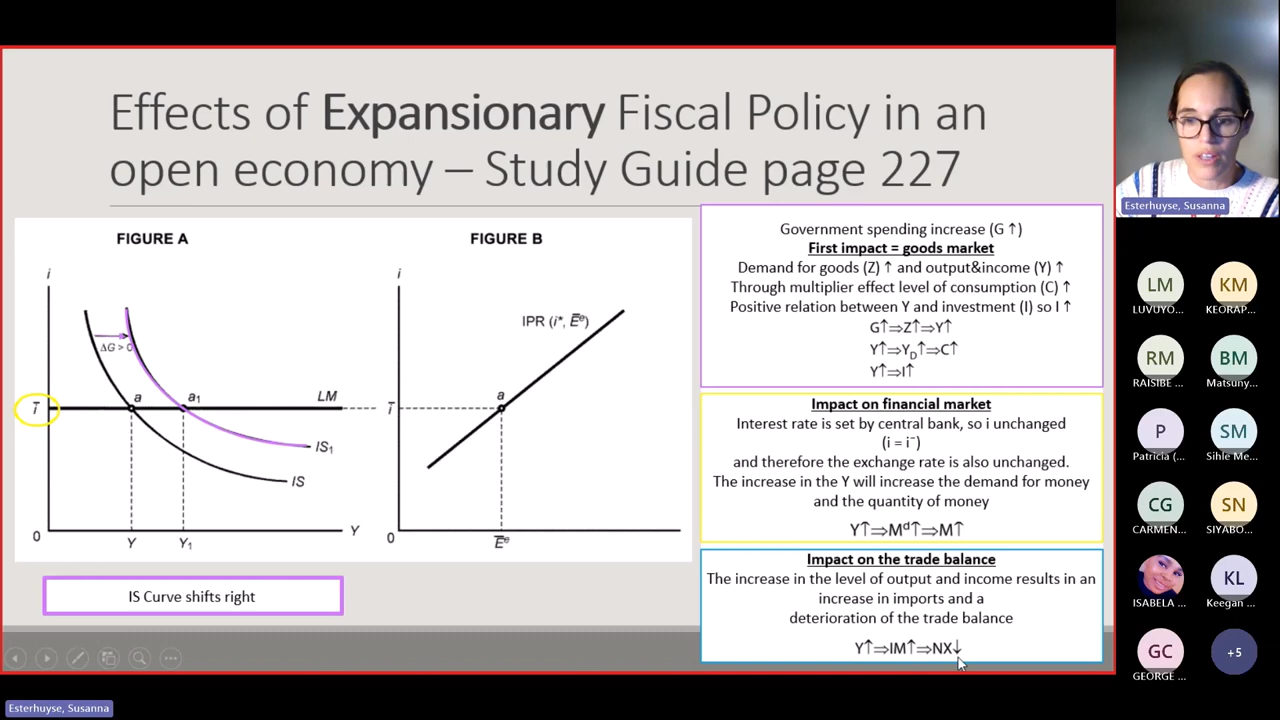 Effects of Expansionary Fiscal Policy in an
open economy – Study Guide page 227
FIGURE A
i
ΔG > 0
a
a₁
LM
i̅
IS₁
IS
0
Y
Y₁
Y
FIGURE B
i
IPR (i*, E̅ᵉ)
a
i̅
0
E̅ᵉ
IS Curve shifts right
Government spending increase (G ↑)
First impact = goods market
Demand for goods (Z) ↑ and output&income (Y) ↑
Through multiplier effect level of consumption (C) ↑
Positive relation between Y and investment (I) so I ↑
G↑⇒Z↑⇒Y↑
Y↑⇒Y_D↑⇒C↑
Y↑⇒I↑
Impact on financial market
Interest rate is set by central bank, so i unchanged
(i = i¯)
and therefore the exchange rate is also unchanged.
The increase in the Y will increase the demand for money
and the quantity of money
Y↑⇒Mᵈ↑⇒M↑
Impact on the trade balance
The increase in the level of output and income results in an
increase in imports and a
deterioration of the trade balance
Y↑⇒IM↑⇒NX↓
Esterhuyse, Susanna
LM
KM
LUVUYO...
KEORAP...
RM
BM
RAISIBE ...
Matsuny...
P
SM
Patricia (...
Sihle Me...
CG
SN
CARMEN...
SIYABO...
KL
ISABELA ...
Keegan ...
GC
+5
GEORGE ...
Esterhuyse, Susanna